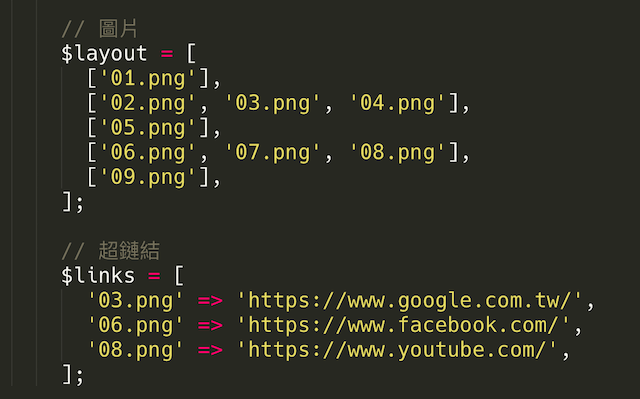 // 圖片
$layout = [
['01.png'],
['02.png', '03.png', '04.png'],
['05.png'],
['06.png', '07.png', '08.png'],
['09.png'],
];
// 超鏈結
$links = [
'03.png' => 'https://www.google.com.tw/',
'06.png' => 'https://www.facebook.com/',
'08.png' => 'https://www.youtube.com/',
];